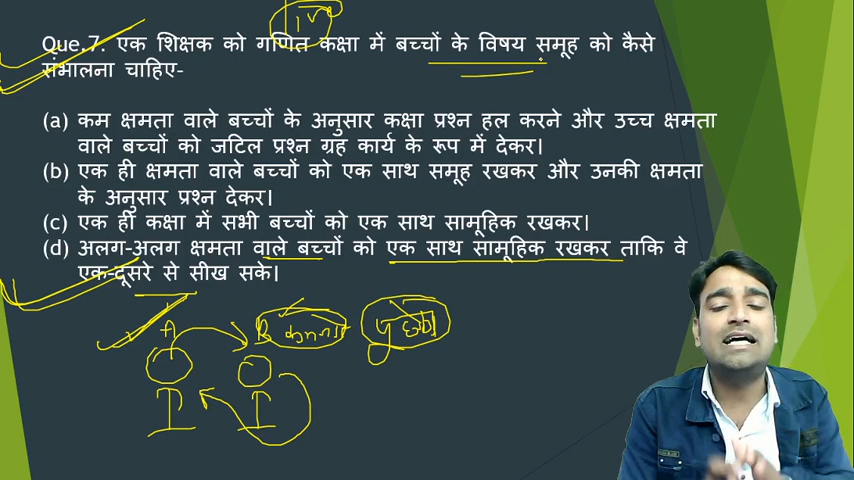 Que.7. एक शिक्षक को गणित कक्षा में बच्चों के विषय समूह को कैसे
संभालना चाहिए-
(a) कम क्षमता वाले बच्चों के अनुसार कक्षा प्रश्न हल करने और उच्च क्षमता
वाले बच्चों को जटिल प्रश्न ग्रह कार्य के रूप में देकर।
(b) एक ही क्षमता वाले बच्चों को एक साथ समूह रखकर और उनकी क्षमता
के अनुसार प्रश्न देकर।
(c) एक ही कक्षा में सभी बच्चों को एक साथ सामूहिक रखकर।
(d) अलग-अलग क्षमता वाले बच्चों को एक साथ सामूहिक रखकर ताकि वे
एक-दूसरे से सीख सके।
A B